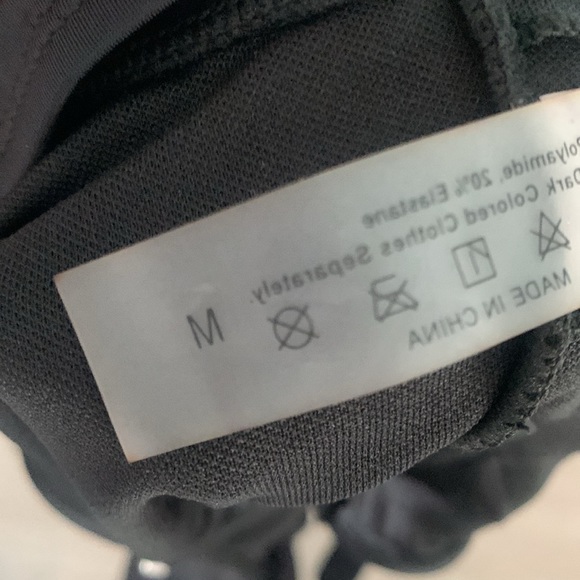 Polyamide, 20% Elastane
Dark Colored Clothes Separately.
MADE IN CHINA
M